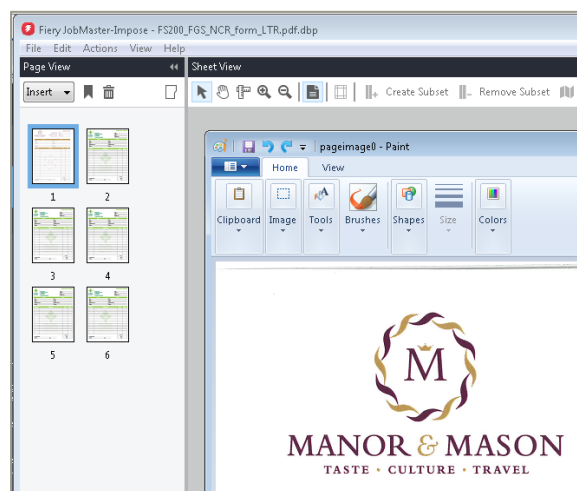 Fiery JobMaster-Impose - FS200_FGS_NCR_form_LTR.pdf.dbp
File Edit Actions View Help
Page View
Sheet View
Insert
Create Subset
Remove Subset
pageimage0 - Paint
Home View
Clipboard Image Tools Brushes Shapes Size Colors
1 2
3 4
5 6
M
MANOR & MASON
TASTE • CULTURE • TRAVEL